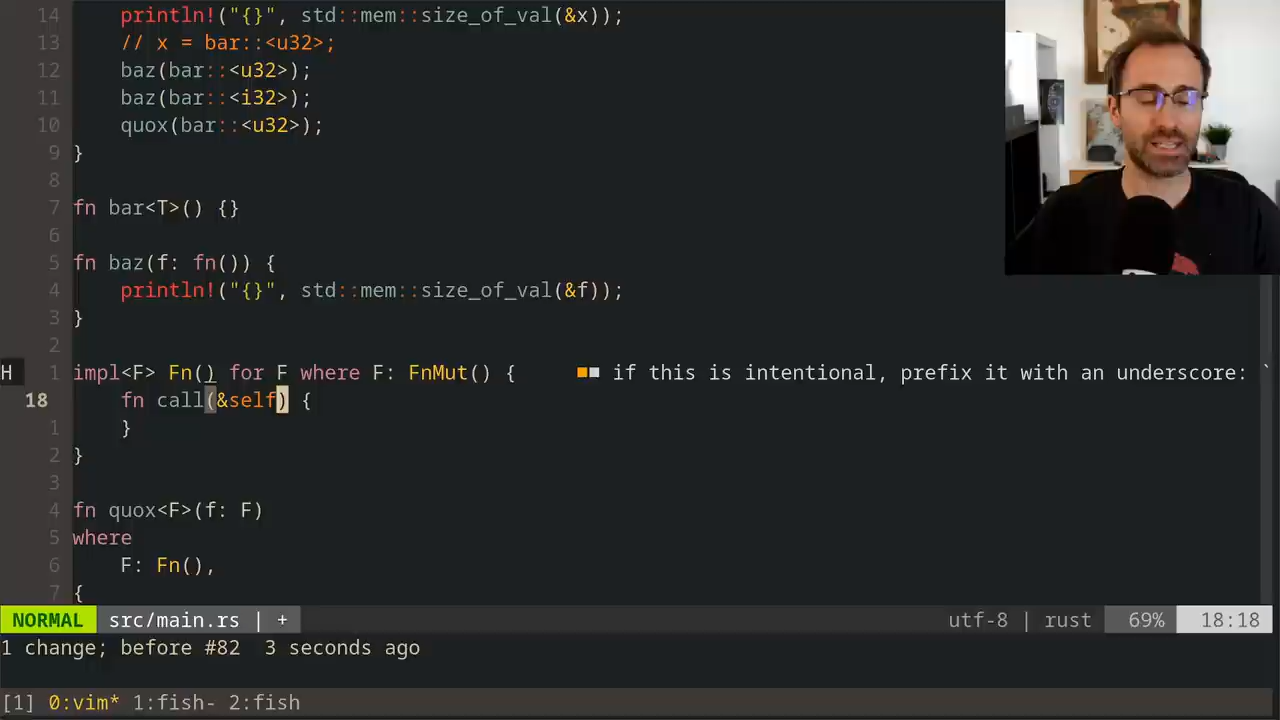 14 println!("{}", std::mem::size_of_val(&x));
13 // x = bar::<u32>;
12 baz(bar::<u32>);
11 baz(bar::<i32>);
10 quox(bar::<u32>);
9 }
8
7 fn bar<T>() {}
6
5 fn baz(f: fn()) {
4 println!("{}", std::mem::size_of_val(&f));
3 }
2
H 1 impl<F> Fn() for F where F: FnMut() { if this is intentional, prefix it with an underscore: `
18 fn call(&self) {
1 }
2 }
3
4 fn quox<F>(f: F)
5 where
6 F: Fn(),
7 {
NORMAL src/main.rs | + utf-8 | rust 69% 18:18
1 change; before #82 3 seconds ago
[1] 0:vim* 1:fish- 2:fish